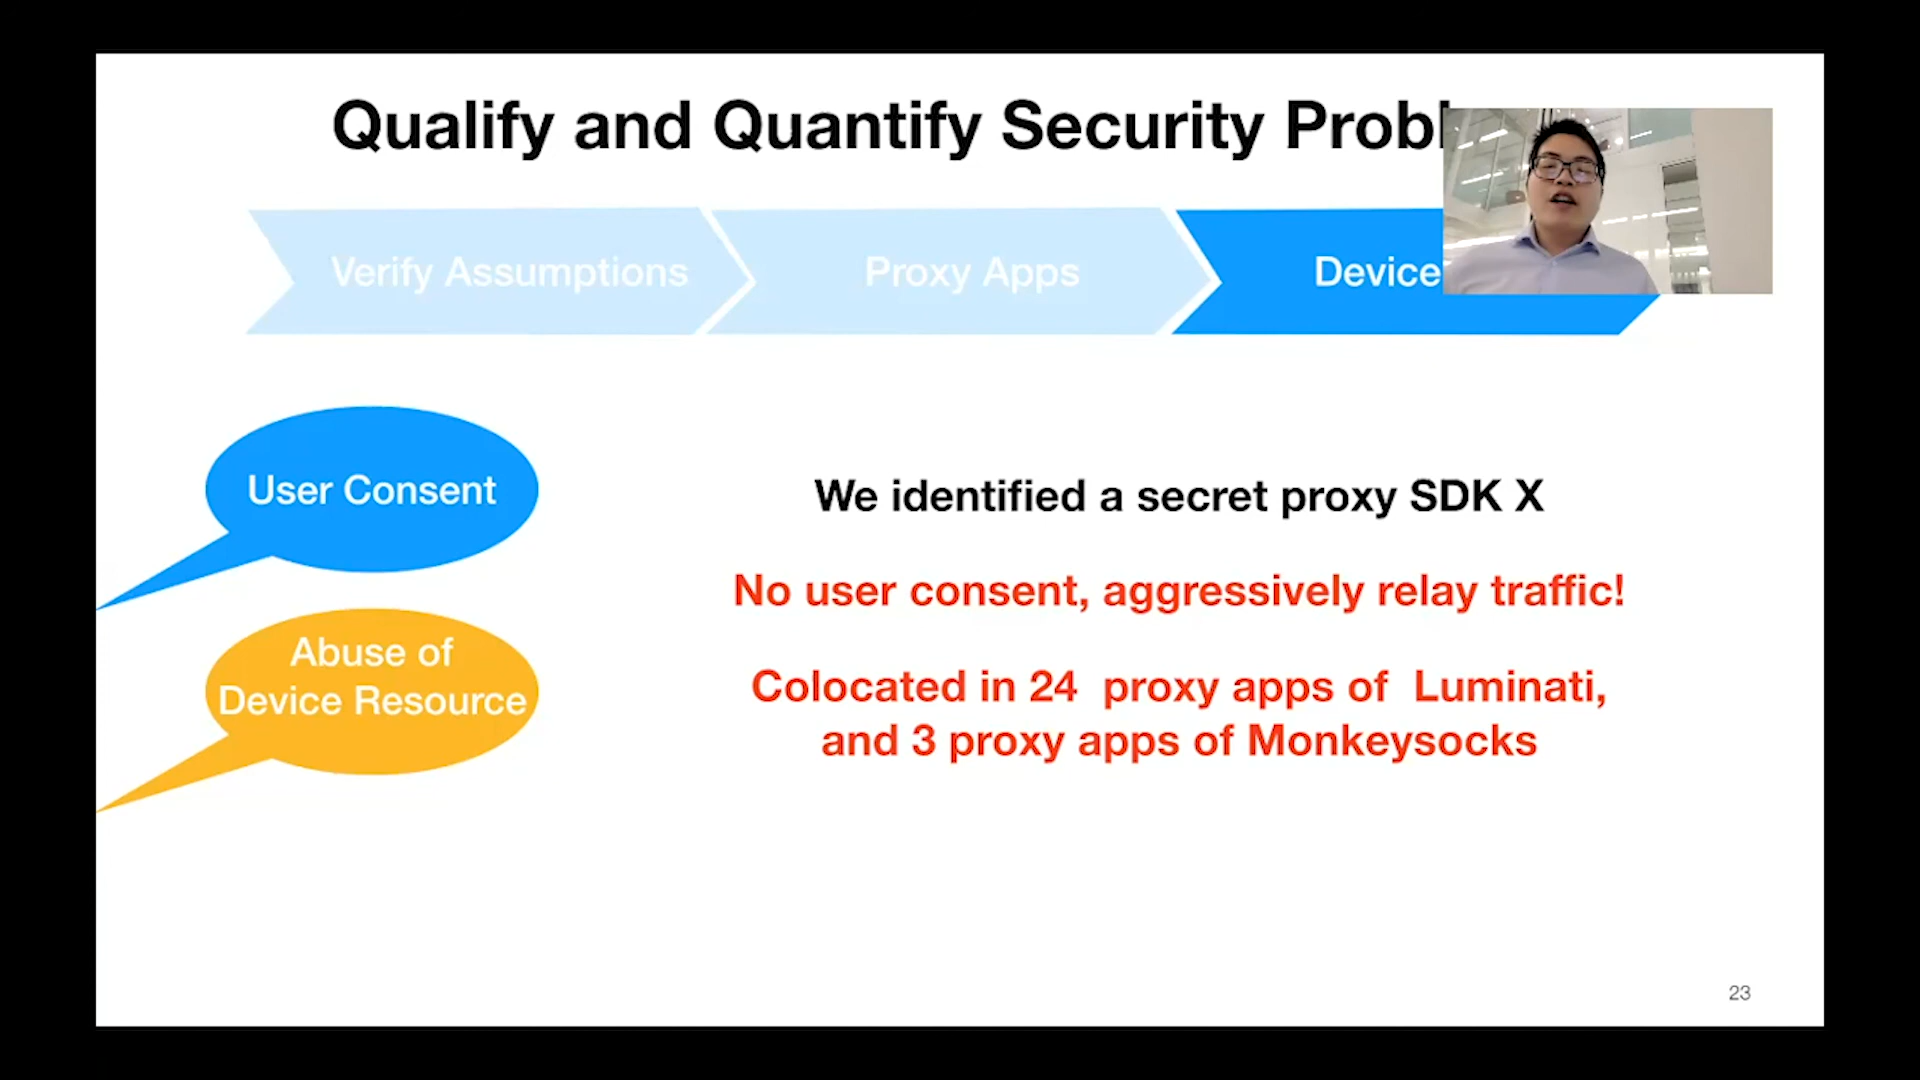 Qualify and Quantify Security
Verify Assumptions
Proxy Apps
Device
User Consent
We identified a secret proxy SDK X
No user consent, aggressively relay traffic!
Abuse of
Device Resource
Colocated in 24 proxy apps of Luminati,
and 3 proxy apps of Monkeysocks
23